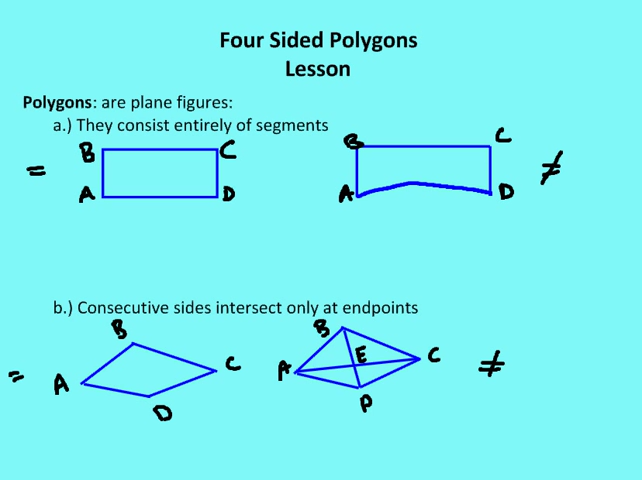 Four Sided Polygons
Lesson
Polygons: are plane figures:
a.) They consist entirely of segments
= B C B C ≠
A D A D
b.) Consecutive sides intersect only at endpoints
B B
= A C A E C ≠
D P